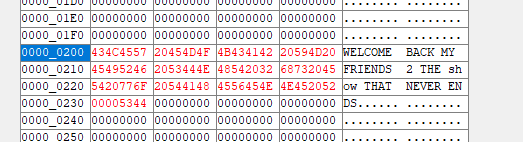 0000_01D0 00000000 00000000 00000000 00000000 ........ ........
0000_01E0 00000000 00000000 00000000 00000000 ........ ........
0000_01F0 00000000 00000000 00000000 00000000 ........ ........
0000_0200 434C4557 20454D4F 4B434142 20594D20 WELCOME  BACK MY
0000_0210 45495246 2053444E 48542032 68732045 FRIENDS  2 THE sh
0000_0220 5420776F 20544148 4556454E 4E452052 ow THAT  NEVER EN
0000_0230 00005344 00000000 00000000 00000000 DS...... ........
0000_0240 00000000 00000000 00000000 00000000 ........ ........
0000_0250 00000000 00000000 00000000 00000000 ........ ........